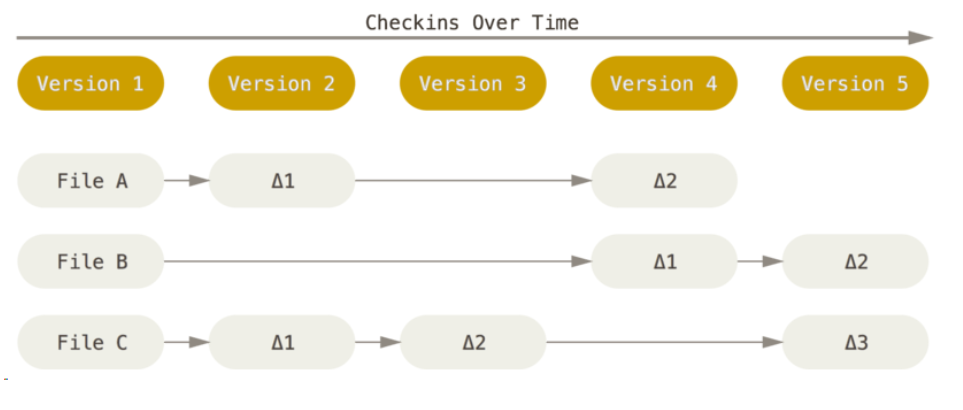 Checkins Over Time
Version 1 Version 2 Version 3 Version 4 Version 5
File A Δ1 Δ2
File B Δ1 Δ2
File C Δ1 Δ2 Δ3